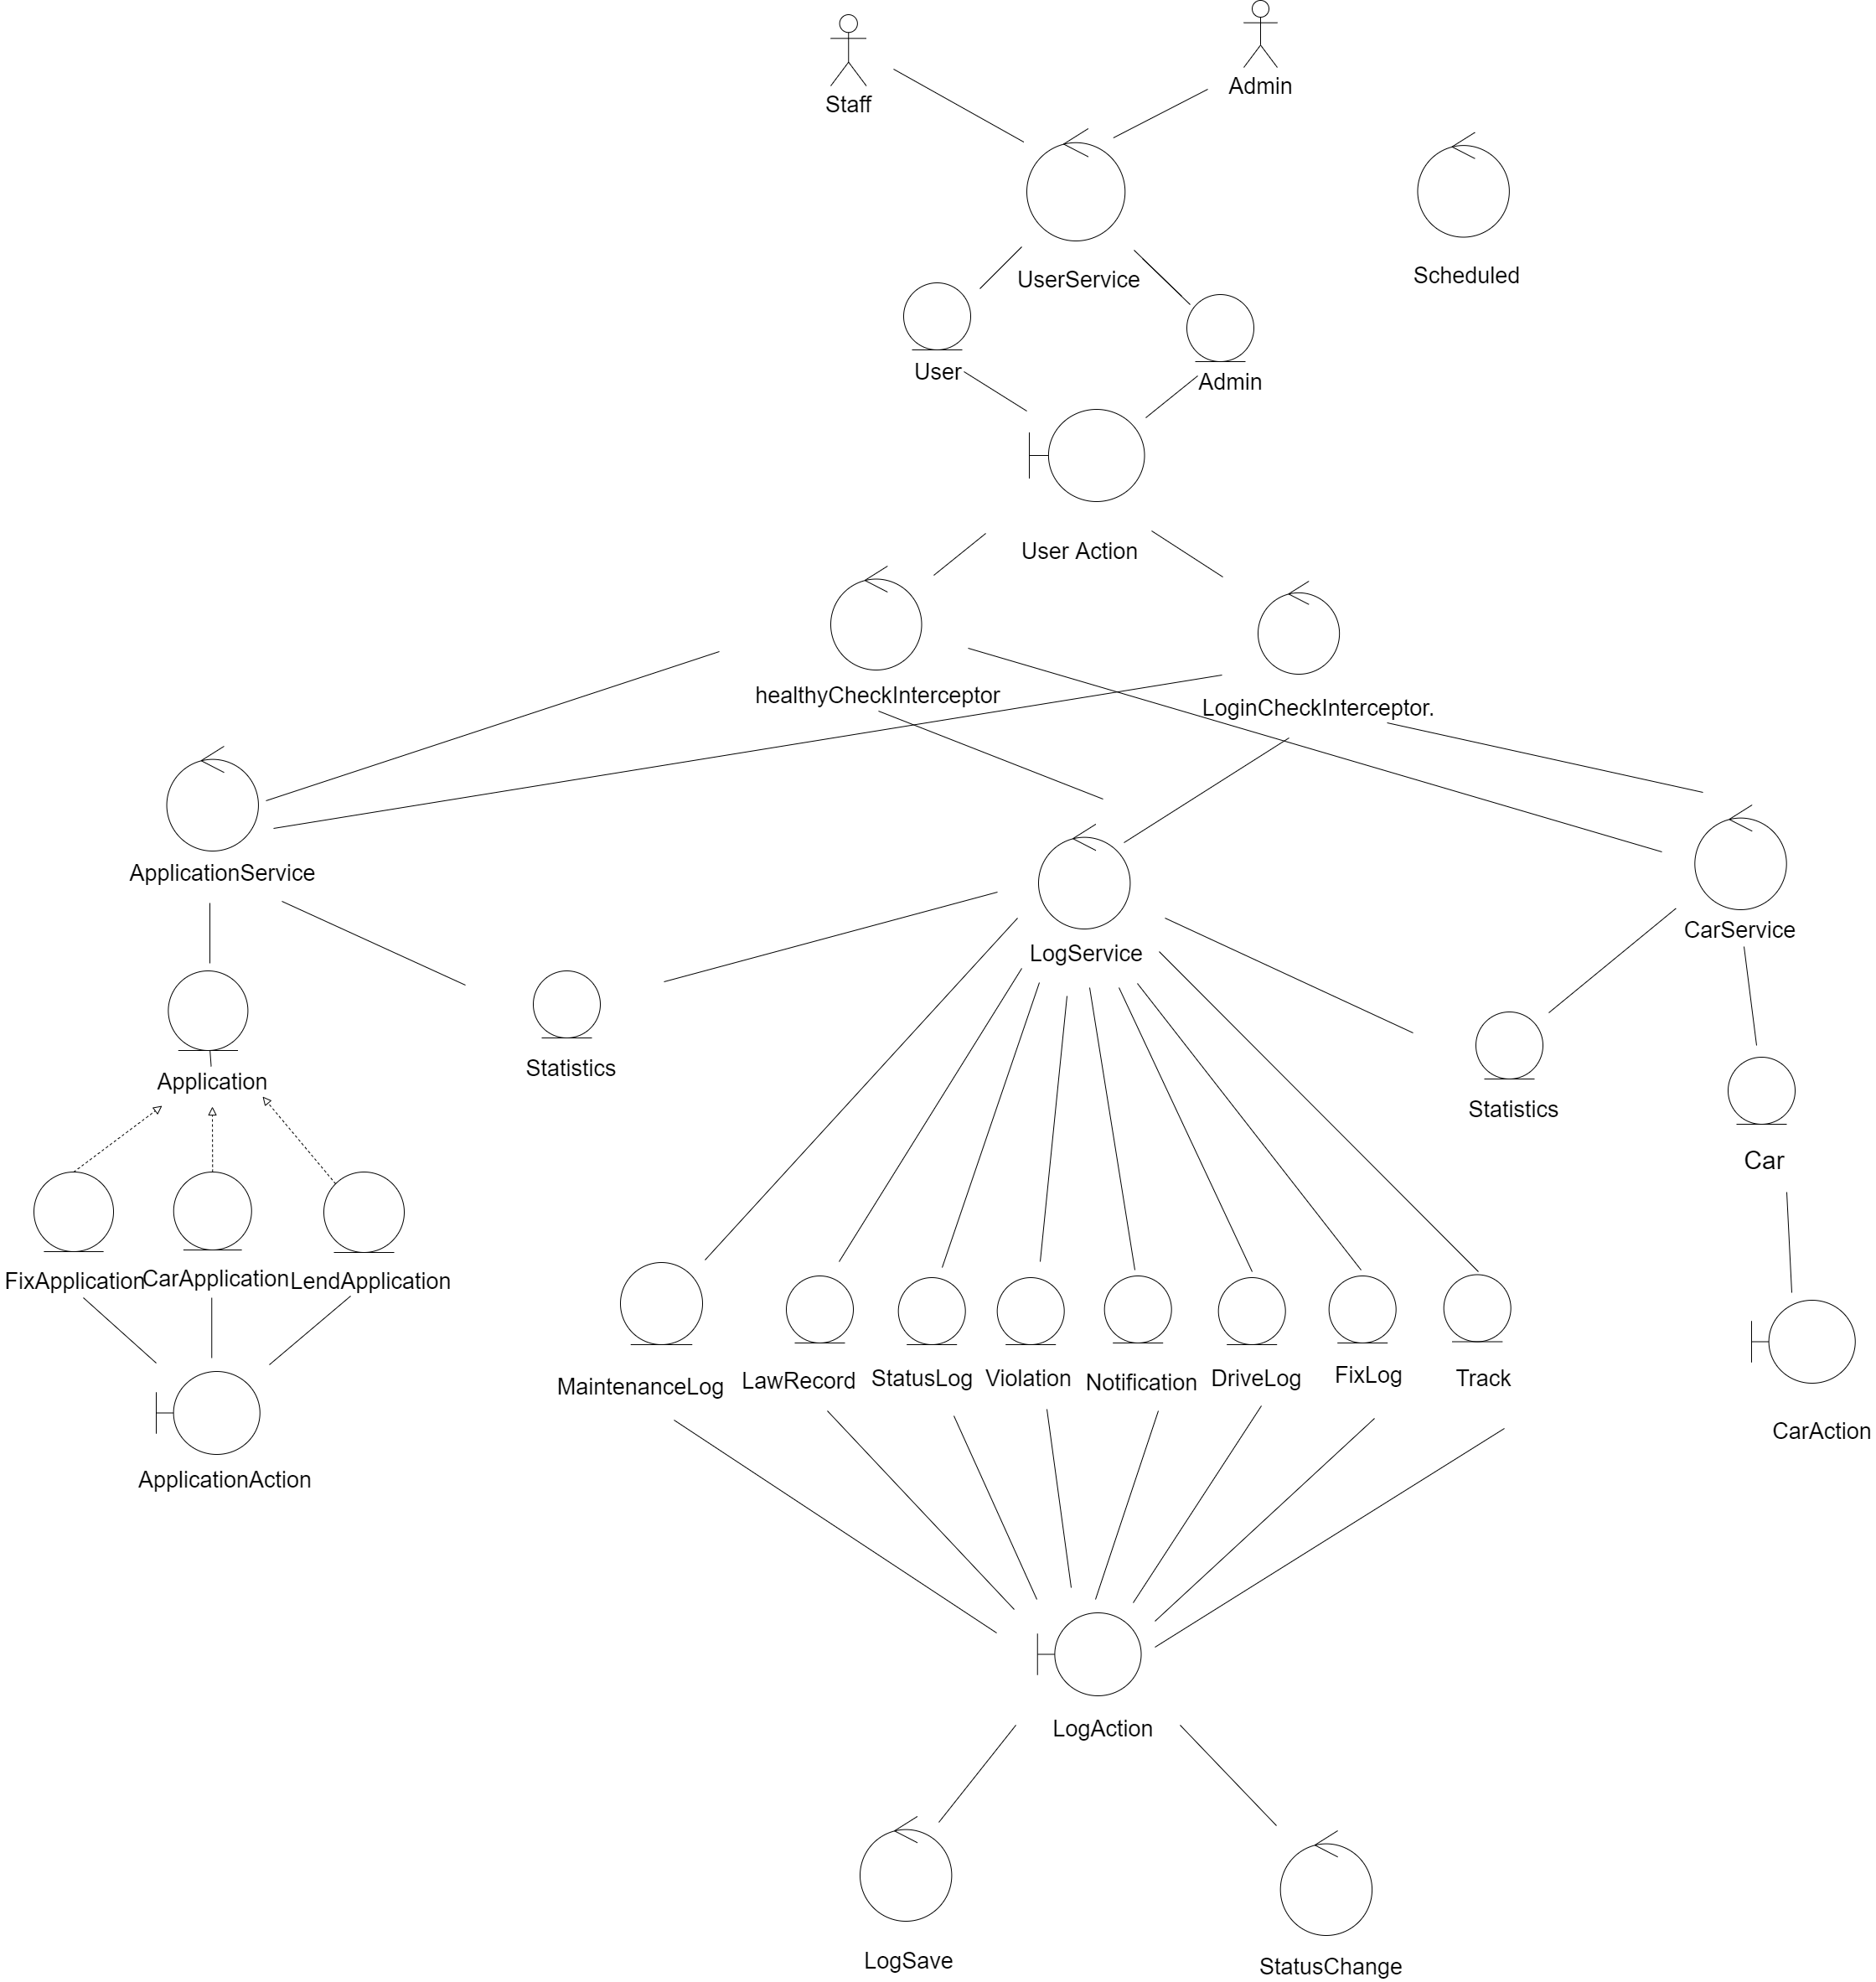 Staff
Admin
UserService
Scheduled
User
Admin
User Action
healthyCheckInterceptor
LoginCheckInterceptor.
ApplicationService
CarService
LogService
Statistics
Application
Statistics
Car
FixApplication
CarApplication
LendApplication
MaintenanceLog
LawRecord
StatusLog
Violation
Notification
DriveLog
FixLog
Track
CarAction
ApplicationAction
LogAction
LogSave
StatusChange